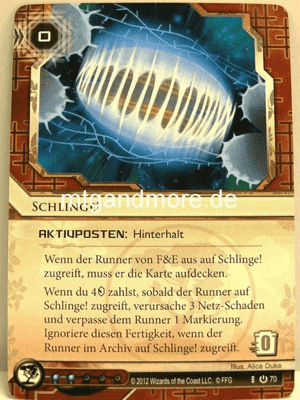 0
mtgandmore.de
SCHLINGE!
AKTIVPOSTEN: Hinterhalt
Wenn der Runner von F&E aus auf Schlinge!
zugreift, muss er die Karte aufdecken.
Wenn du 4 zahlst, sobald der Runner auf
Schlinge! zugreift, verursache 3 Netz-Schaden
und verpasse dem Runner 1 Markierung.
Ignoriere diese Fertigkeit, wenn der
Runner im Archiv auf Schlinge! zugreift.
0
Illus. Alice Duke
© 2012 Wizards of the Coast LLC. © FFG
70